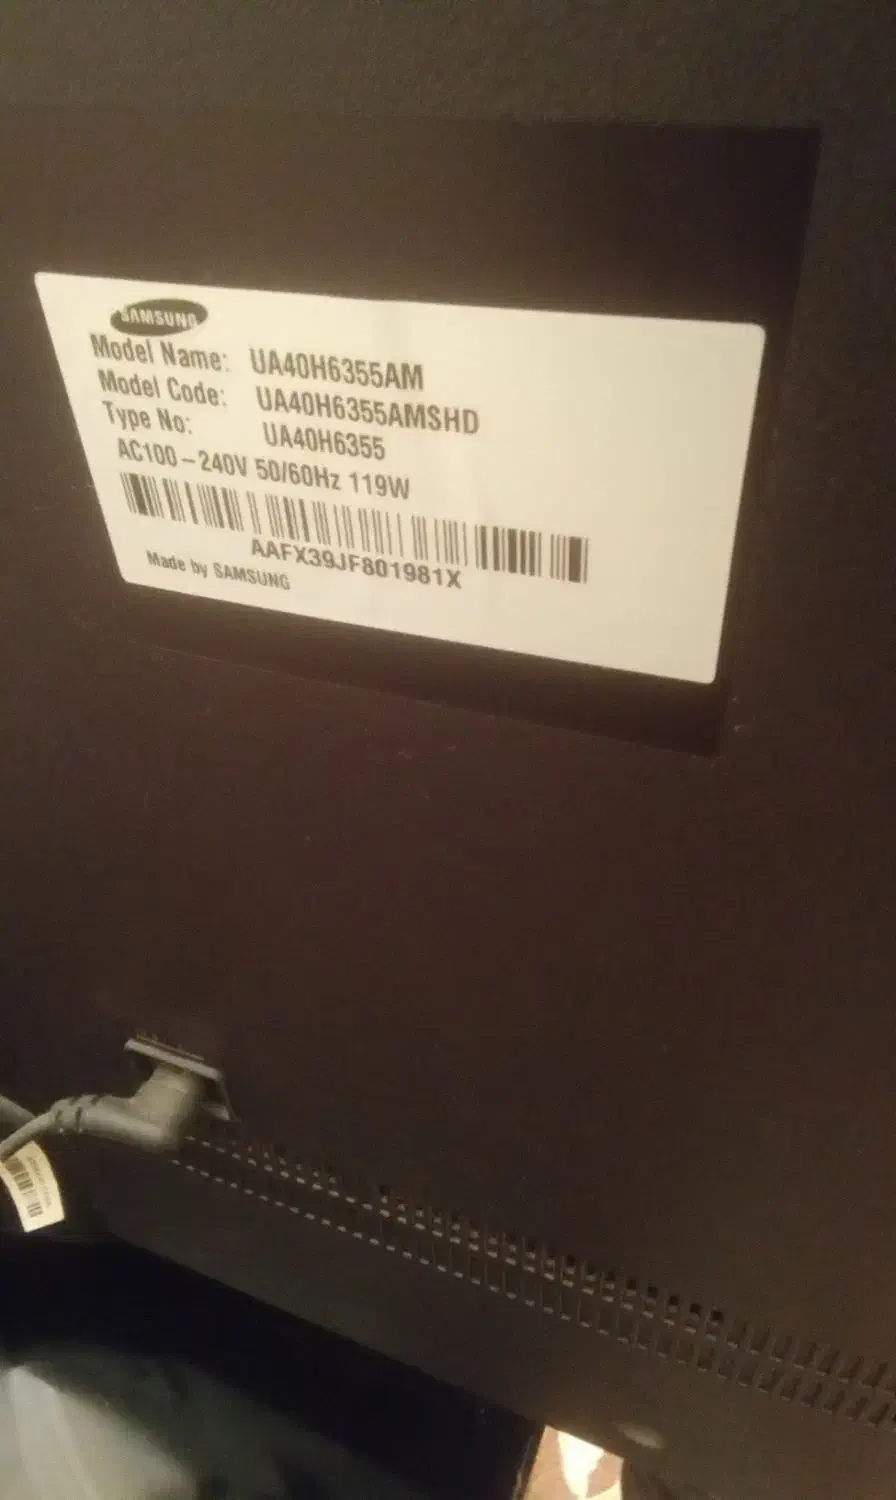 SAMSUNG
Model Name: UA40H6355AM
Model Code: UA40H6355AMSHD
Type No: UA40H6355
AC100-240V 50/60Hz 119W
AAFX39JF801981X
Made by SAMSUNG